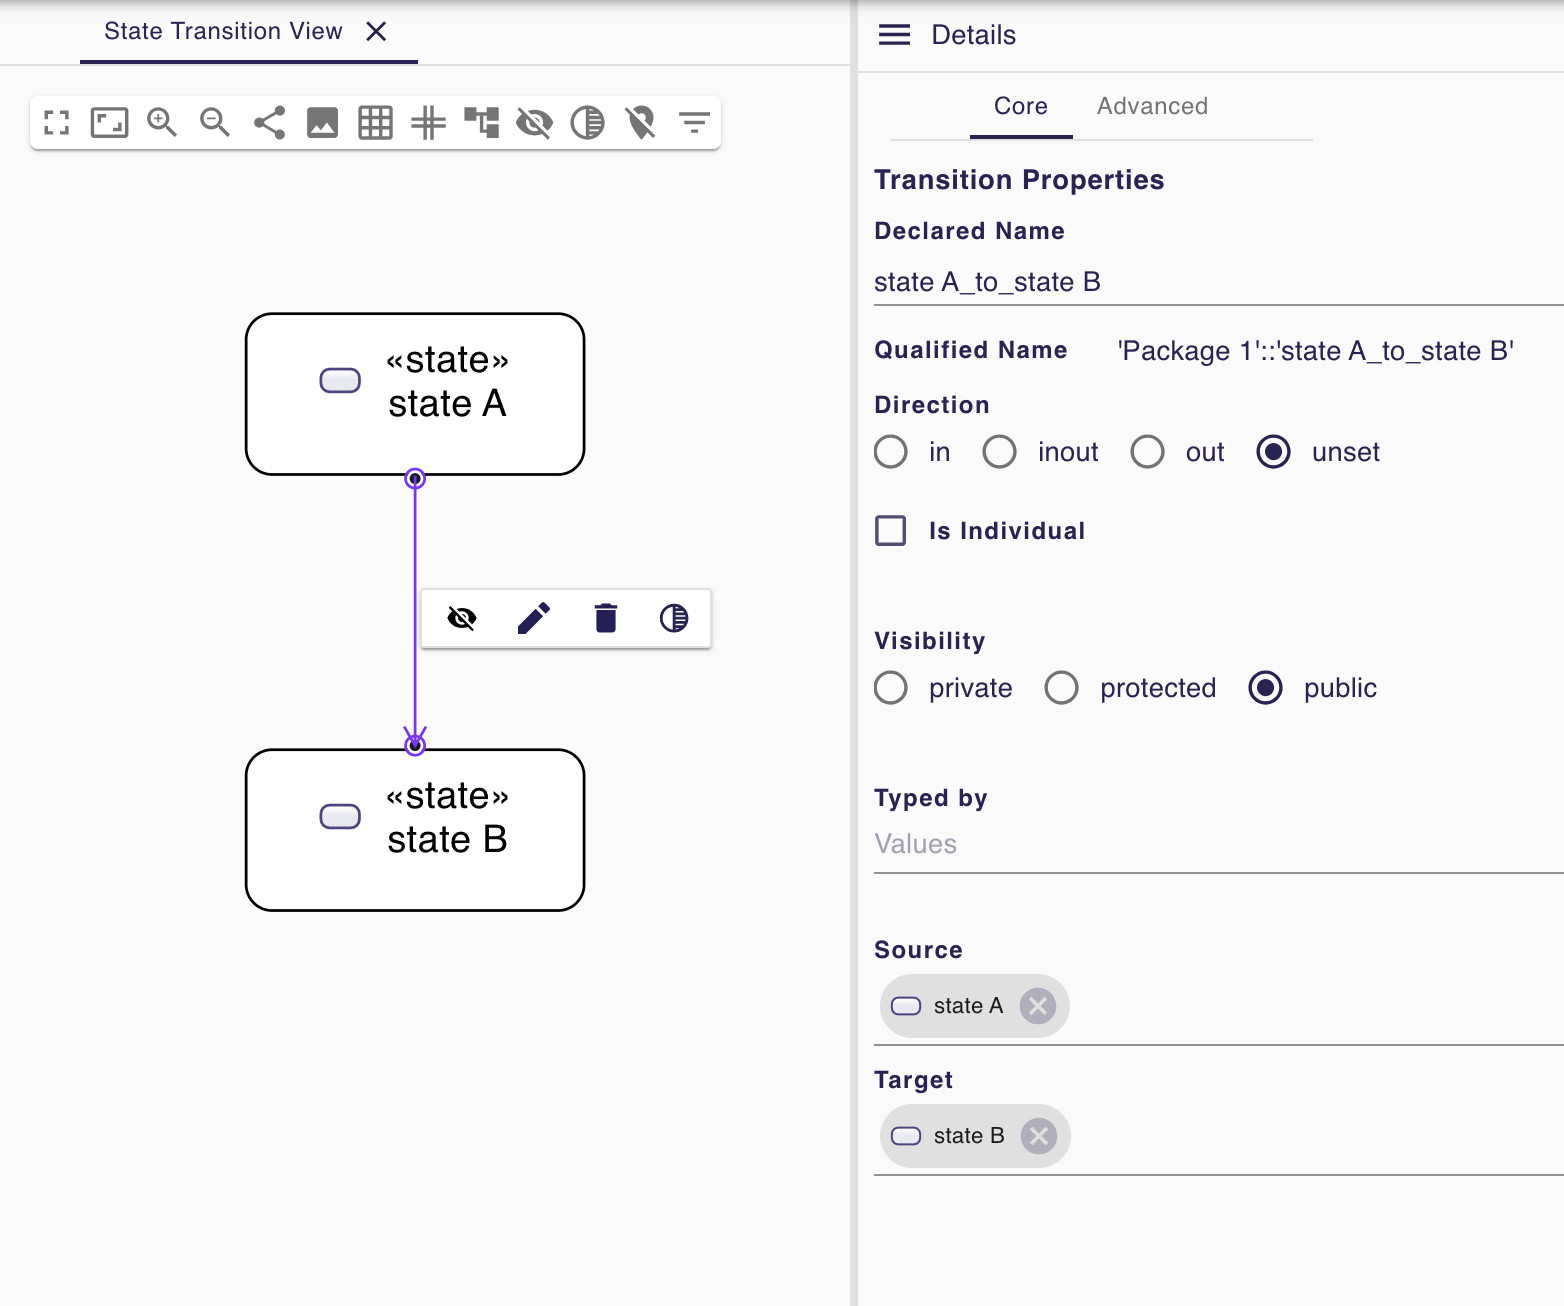 State Transition View
«state»
state A
«state»
state B
Details
Core
Advanced
Transition Properties
Declared Name
state A_to_state B
Qualified Name 'Package 1'::'state A_to_state B'
Direction
in inout out unset
Is Individual
Visibility
private protected public
Typed by
Values
Source
state A
Target
state B